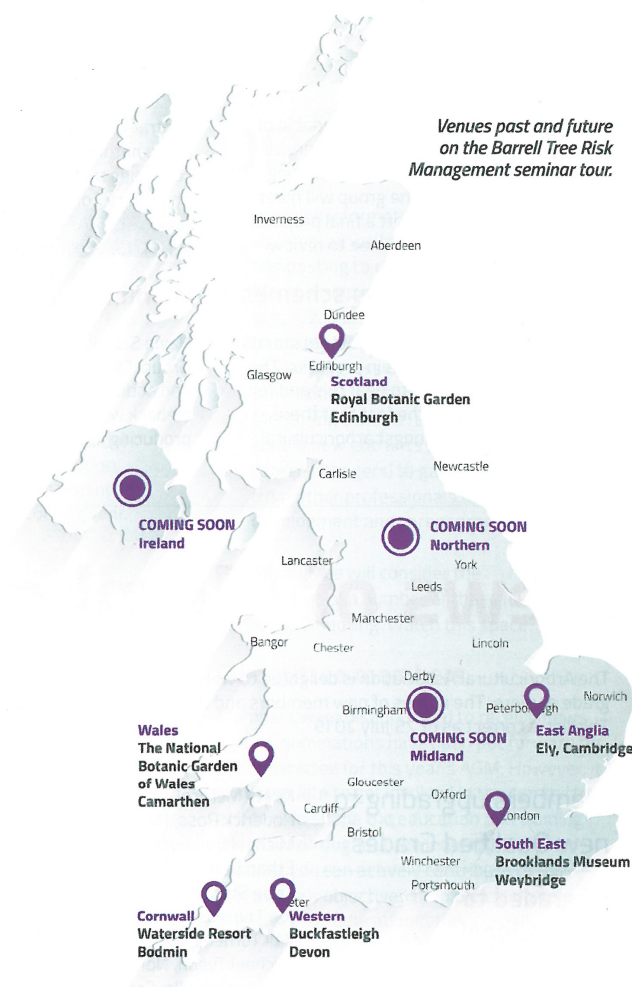 Venues past and future
on the Barrell Tree Risk
Management seminar tour.
Inverness
Aberdeen
Dundee
Edinburgh
Glasgow
Scotland
Royal Botanic Garden
Edinburgh
Carlisle
Newcastle
COMING SOON
Ireland
COMING SOON
Northern
Lancaster
York
Leeds
Manchester
Bangor
Chester
Lincoln
Derby
Birmingham
Peterborough
Norwich
COMING SOON
Midland
East Anglia
Ely, Cambridge
Wales
The National
Botanic Garden
of Wales
Camarthen
Gloucester
Oxford
Cardiff
London
Bristol
South East
Brooklands Museum
Weybridge
Winchester
Portsmouth
Cornwall
Waterside Resort
Bodmin
eter
Western
Buckfastleigh
Devon